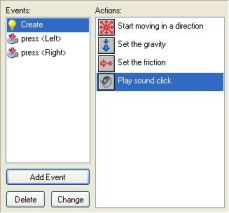 Events:
Create
press <Left>
press <Right>
Add Event
Delete
Change
Actions:
Start moving in a direction
Set the gravity
Set the friction
Play sound click